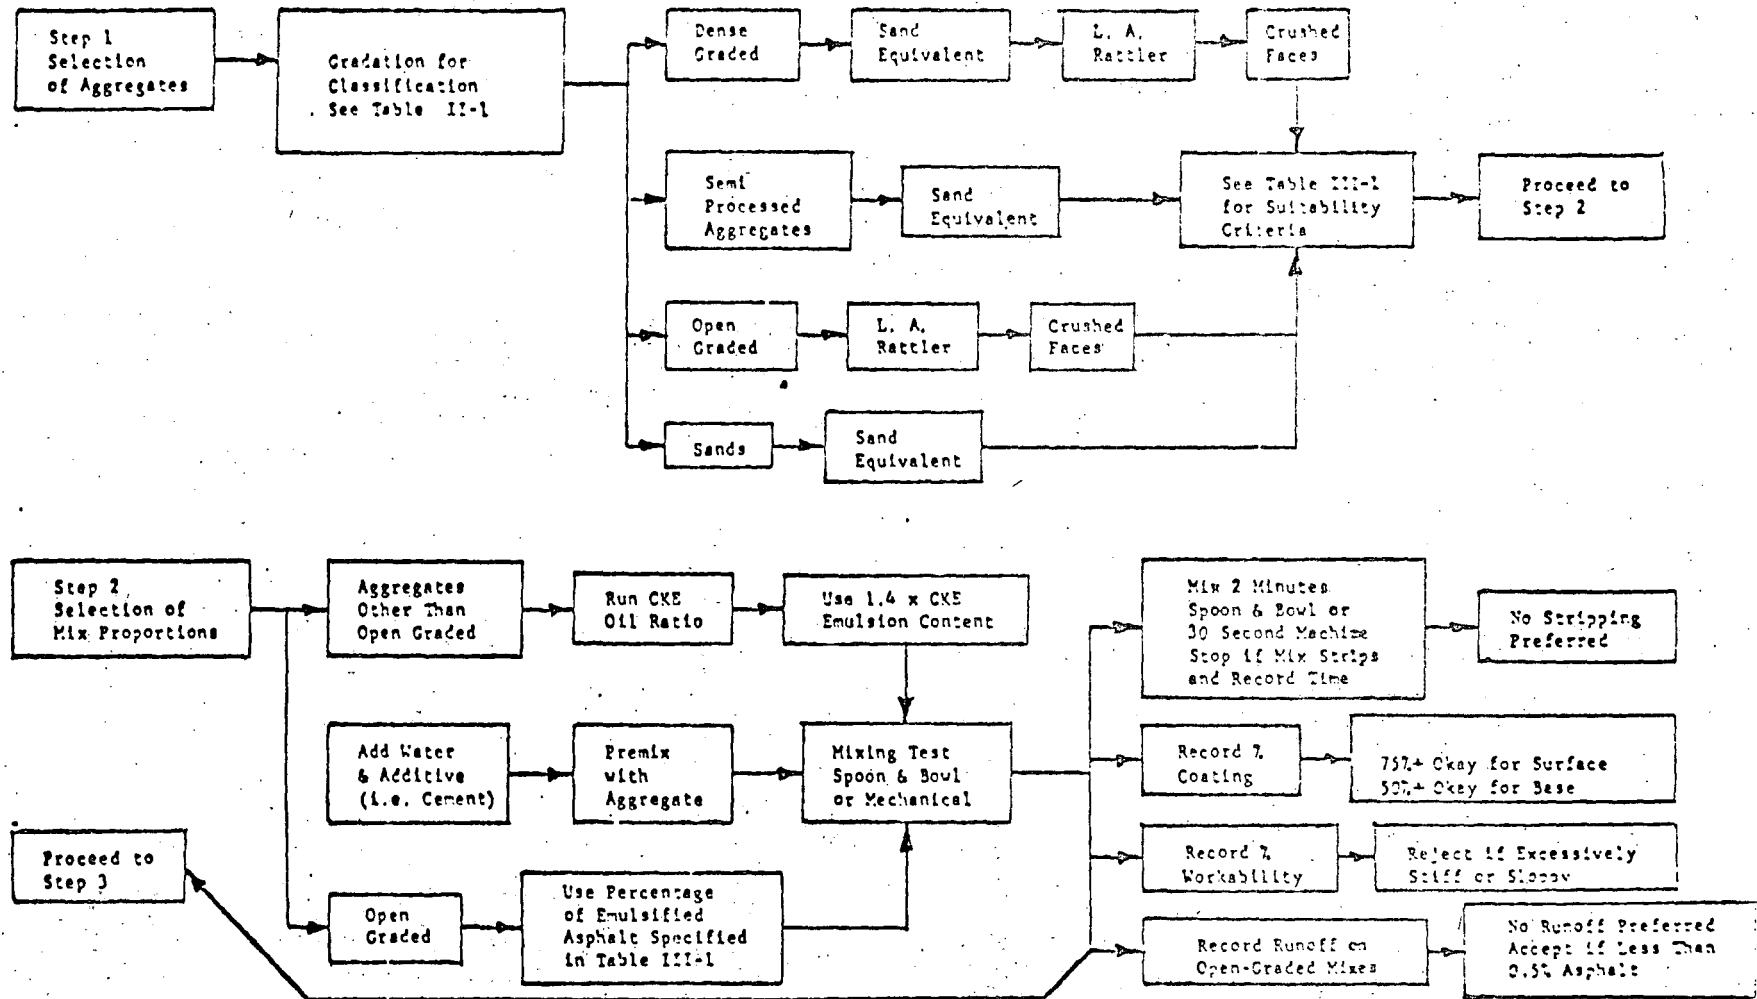 Step 1
Selection
of Aggregates
Gradation for
Classification
See Table II-1
Dense
Graded
Sand
Equivalent
L. A.
Rattler
Crushed
Faces
Semi
Processed
Aggregates
Sand
Equivalent
See Table III-1
for Suitability
Criteria
Proceed to
Step 2
Open
Graded
L. A.
Rattler
Crushed
Faces
Sands
Sand
Equivalent
Step 2
Selection of
Mix Proportions
Aggregates
Other Than
Open Graded
Run CKE
Oil Ratio
Use 1.4 x CKE
Emulsion Content
Mix 2 Minutes
Spoon & Bowl or
30 Second Machine
Stop if Mix Strips
and Record Time
No Stripping
Preferred
Add Water
& Additive
(i.e. Cement)
Premix
with
Aggregate
Mixing Test
Spoon & Bowl
or Mechanical
Record %
Coating
75%+ Okay for Surface
50%+ Okay for Base
Proceed to
Step 3
Record %
Workability
Reject if Excessively
Stiff or Sloppy
Open
Graded
Use Percentage
of Emulsified
Asphalt Specified
in Table III-1
Record Runoff on
Open-Graded Mixes
No Runoff Preferred
Accept if Less Than
0.5% Asphalt